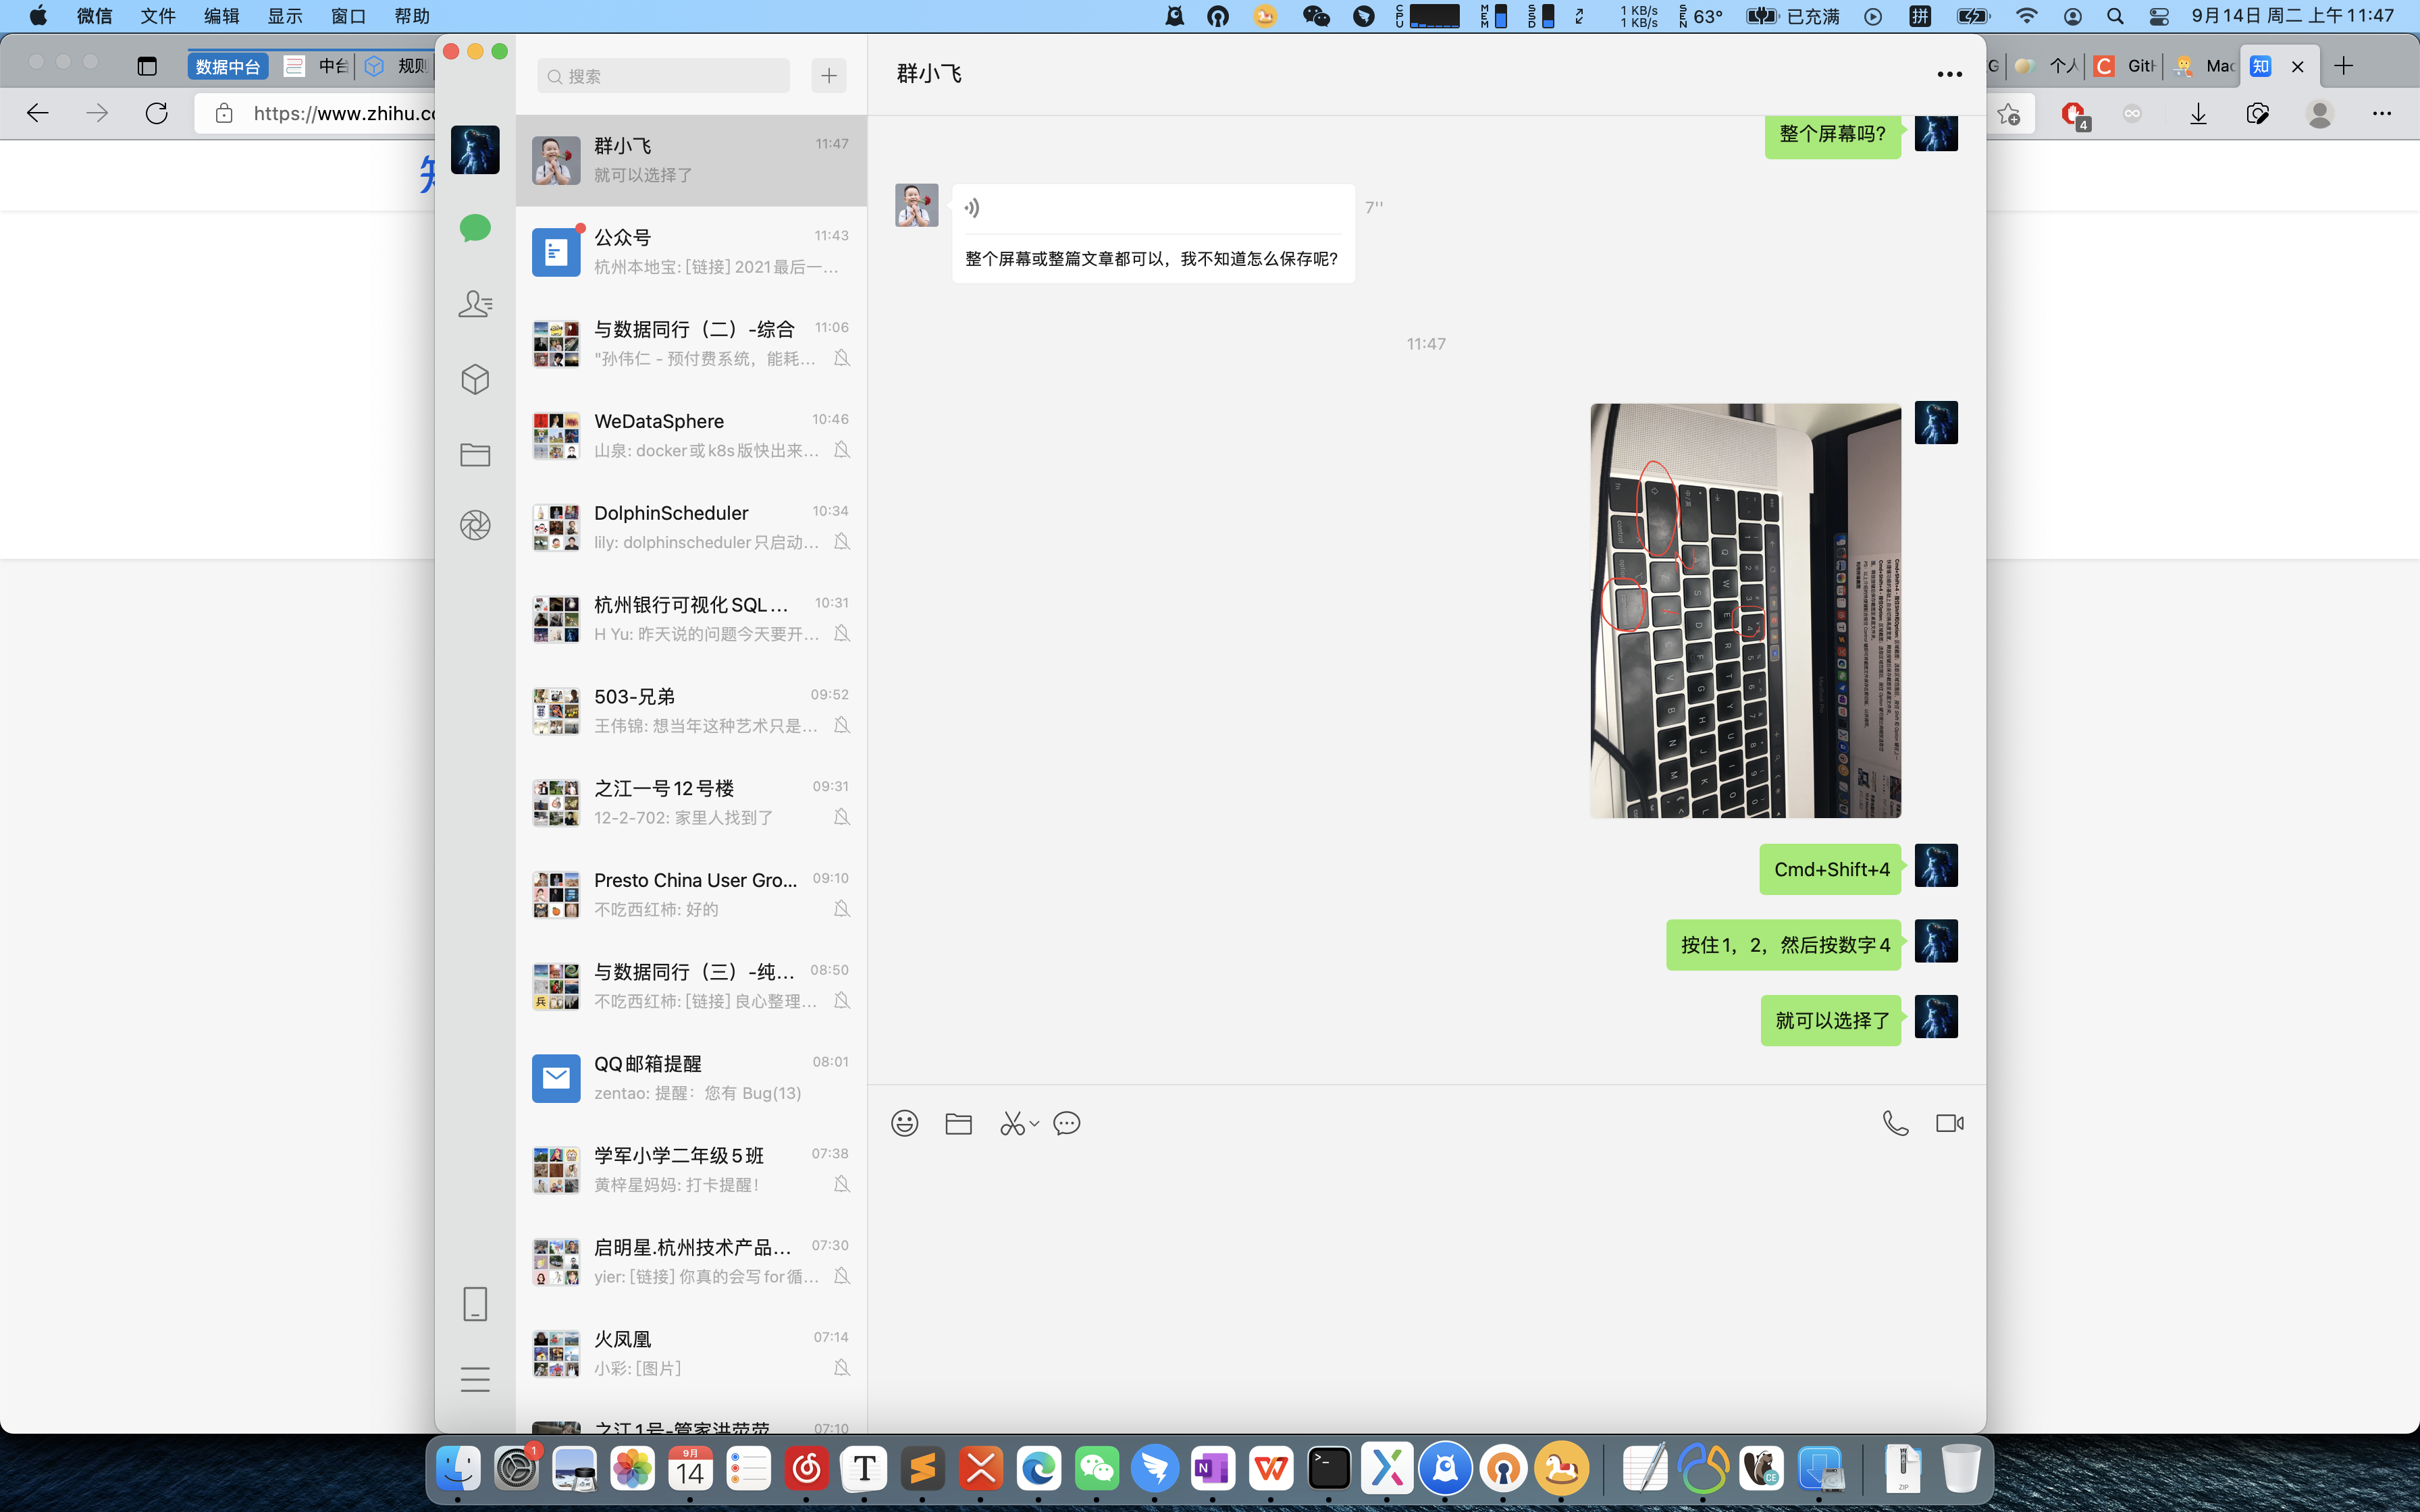 微信 文件 编辑 显示 窗口 帮助
CPU MEM SSD 1 KB/s 1 KB/s SEN 63° 已充满 拼 9月14日 周二 上午11:47
数据中台 中台 规则 个人 GitH Mac 知
https://www.zhihu.co
4
搜索
群小飞 11:47
就可以选择了
公众号 11:43
杭州本地宝: [链接] 2021最后一...
与数据同行（二）-综合 11:06
"孙伟仁 - 预付费系统，能耗...
WeDataSphere 10:46
山泉: docker或k8s版快出来...
DolphinScheduler 10:34
lily: dolphinscheduler只启动...
杭州银行可视化SQL... 10:31
H Yu: 昨天说的问题今天要开...
503-兄弟 09:52
王伟锦: 想当年这种艺术只是...
之江一号12号楼 09:31
12-2-702: 家里人找到了
Presto China User Gro... 09:10
不吃西红柿: 好的
与数据同行（三）-纯... 08:50
不吃西红柿: [链接] 良心整理...
QQ邮箱提醒 08:01
zentao: 提醒：您有 Bug(13)
学军小学二年级5班 07:38
黄梓星妈妈: 打卡提醒！
启明星.杭州技术产品... 07:30
yier: [链接] 你真的会写for循...
火凤凰 07:14
小彩: [图片]
之江1号-管家洪荧荧 07:10
群小飞
整个屏幕吗?
7''
整个屏幕或整篇文章都可以，我不知道怎么保存呢?
11:47
Cmd+Shift+4
按住1，2，然后按数字4
就可以选择了
1
9月
14
T
N
CE
ZIP